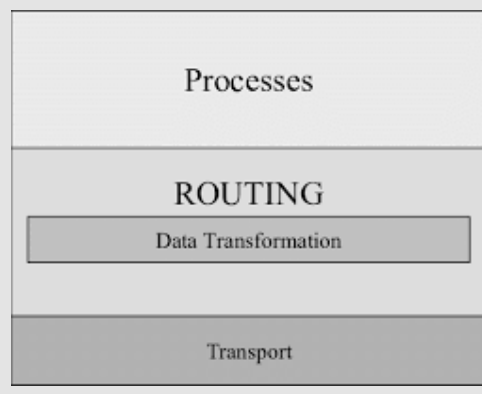 Processes
ROUTING
Data Transformation
Transport